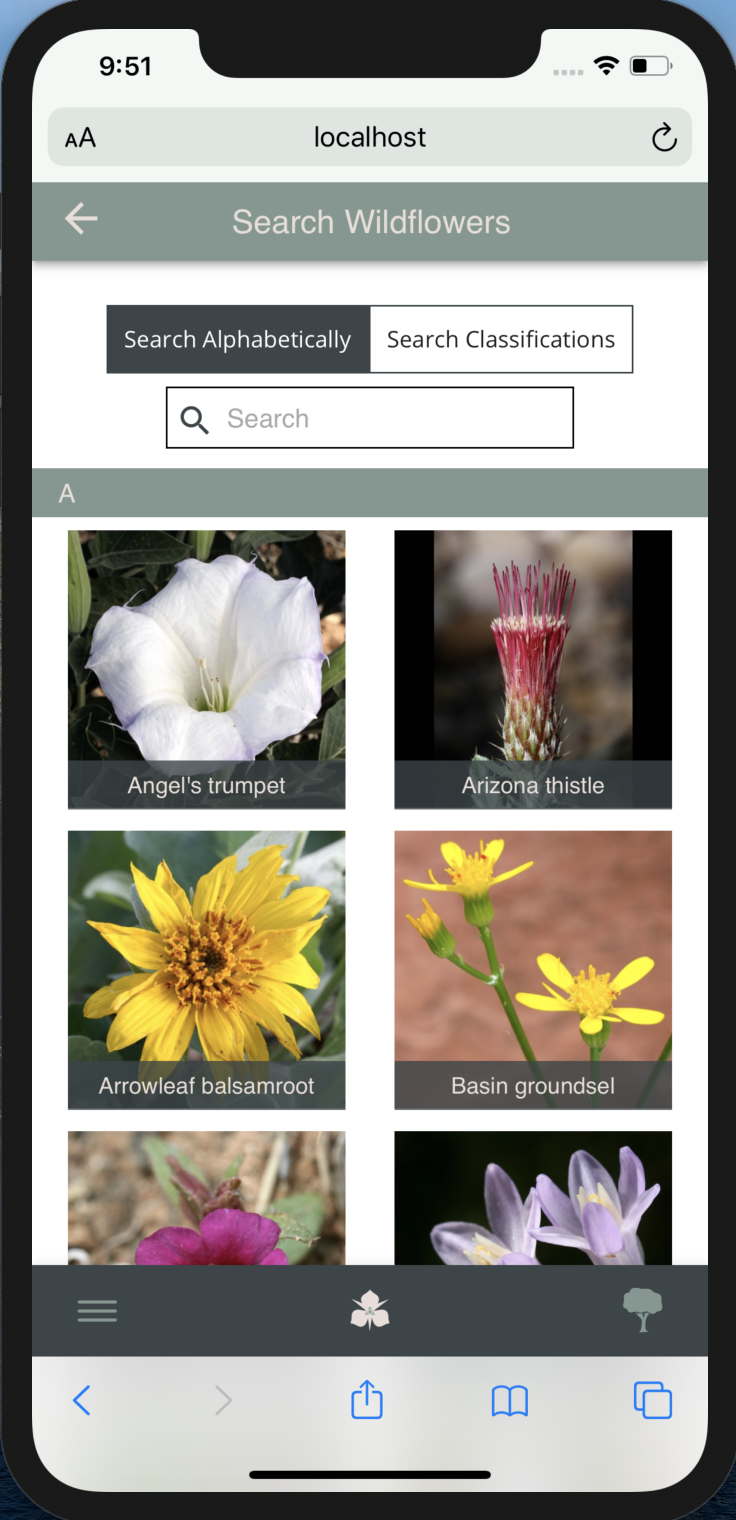 9:51
AA localhost
Search Wildflowers
Search Alphabetically Search Classifications
Search
A
Angel's trumpet Arizona thistle
Arrowleaf balsamroot Basin groundsel